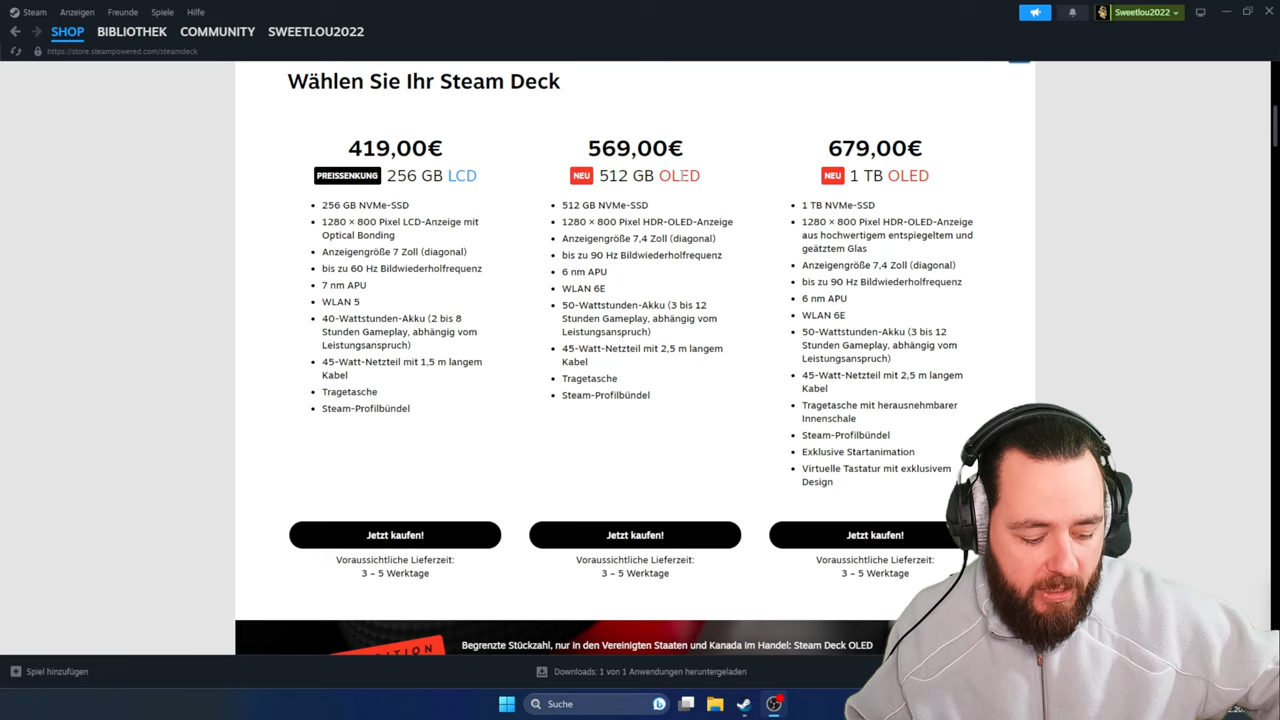 Steam Anzeigen Freunde Spiele Hilfe
Sweetlou2022
SHOP BIBLIOTHEK COMMUNITY SWEETLOU2022
https://store.steampowered.com/steamdeck
Wählen Sie Ihr Steam Deck
419,00€
PREISSENKUNG 256 GB LCD
256 GB NVMe-SSD
1280 × 800 Pixel LCD-Anzeige mit
Optical Bonding
Anzeigengröße 7 Zoll (diagonal)
bis zu 60 Hz Bildwiederholfrequenz
7 nm APU
WLAN 5
40-Wattstunden-Akku (2 bis 8
Stunden Gameplay, abhängig vom
Leistungsanspruch)
45-Watt-Netzteil mit 1,5 m langem
Kabel
Tragetasche
Steam-Profilbündel
Jetzt kaufen!
Voraussichtliche Lieferzeit:
3 – 5 Werktage
569,00€
NEU 512 GB OLED
512 GB NVMe-SSD
1280 × 800 Pixel HDR-OLED-Anzeige
Anzeigengröße 7,4 Zoll (diagonal)
bis zu 90 Hz Bildwiederholfrequenz
6 nm APU
WLAN 6E
50-Wattstunden-Akku (3 bis 12
Stunden Gameplay, abhängig vom
Leistungsanspruch)
45-Watt-Netzteil mit 2,5 m langem
Kabel
Tragetasche
Steam-Profilbündel
Jetzt kaufen!
Voraussichtliche Lieferzeit:
3 – 5 Werktage
679,00€
NEU 1 TB OLED
1 TB NVMe-SSD
1280 × 800 Pixel HDR-OLED-Anzeige
aus hochwertigem entspiegeltem und
geätztem Glas
Anzeigengröße 7,4 Zoll (diagonal)
bis zu 90 Hz Bildwiederholfrequenz
6 nm APU
WLAN 6E
50-Wattstunden-Akku (3 bis 12
Stunden Gameplay, abhängig vom
Leistungsanspruch)
45-Watt-Netzteil mit 2,5 m langem
Kabel
Tragetasche mit herausnehmbarer
Innenschale
Steam-Profilbündel
Exklusive Startanimation
Virtuelle Tastatur mit exklusivem
Design
Jetzt kaufen!
Voraussichtliche Lieferzeit:
3 – 5 Werktage
Begrenzte Stückzahl, nur in den Vereinigten Staaten und Kanada im Handel: Steam Deck OLED
Spiel hinzufügen
Downloads: 1 von 1 Anwendungen heruntergeladen
Suche